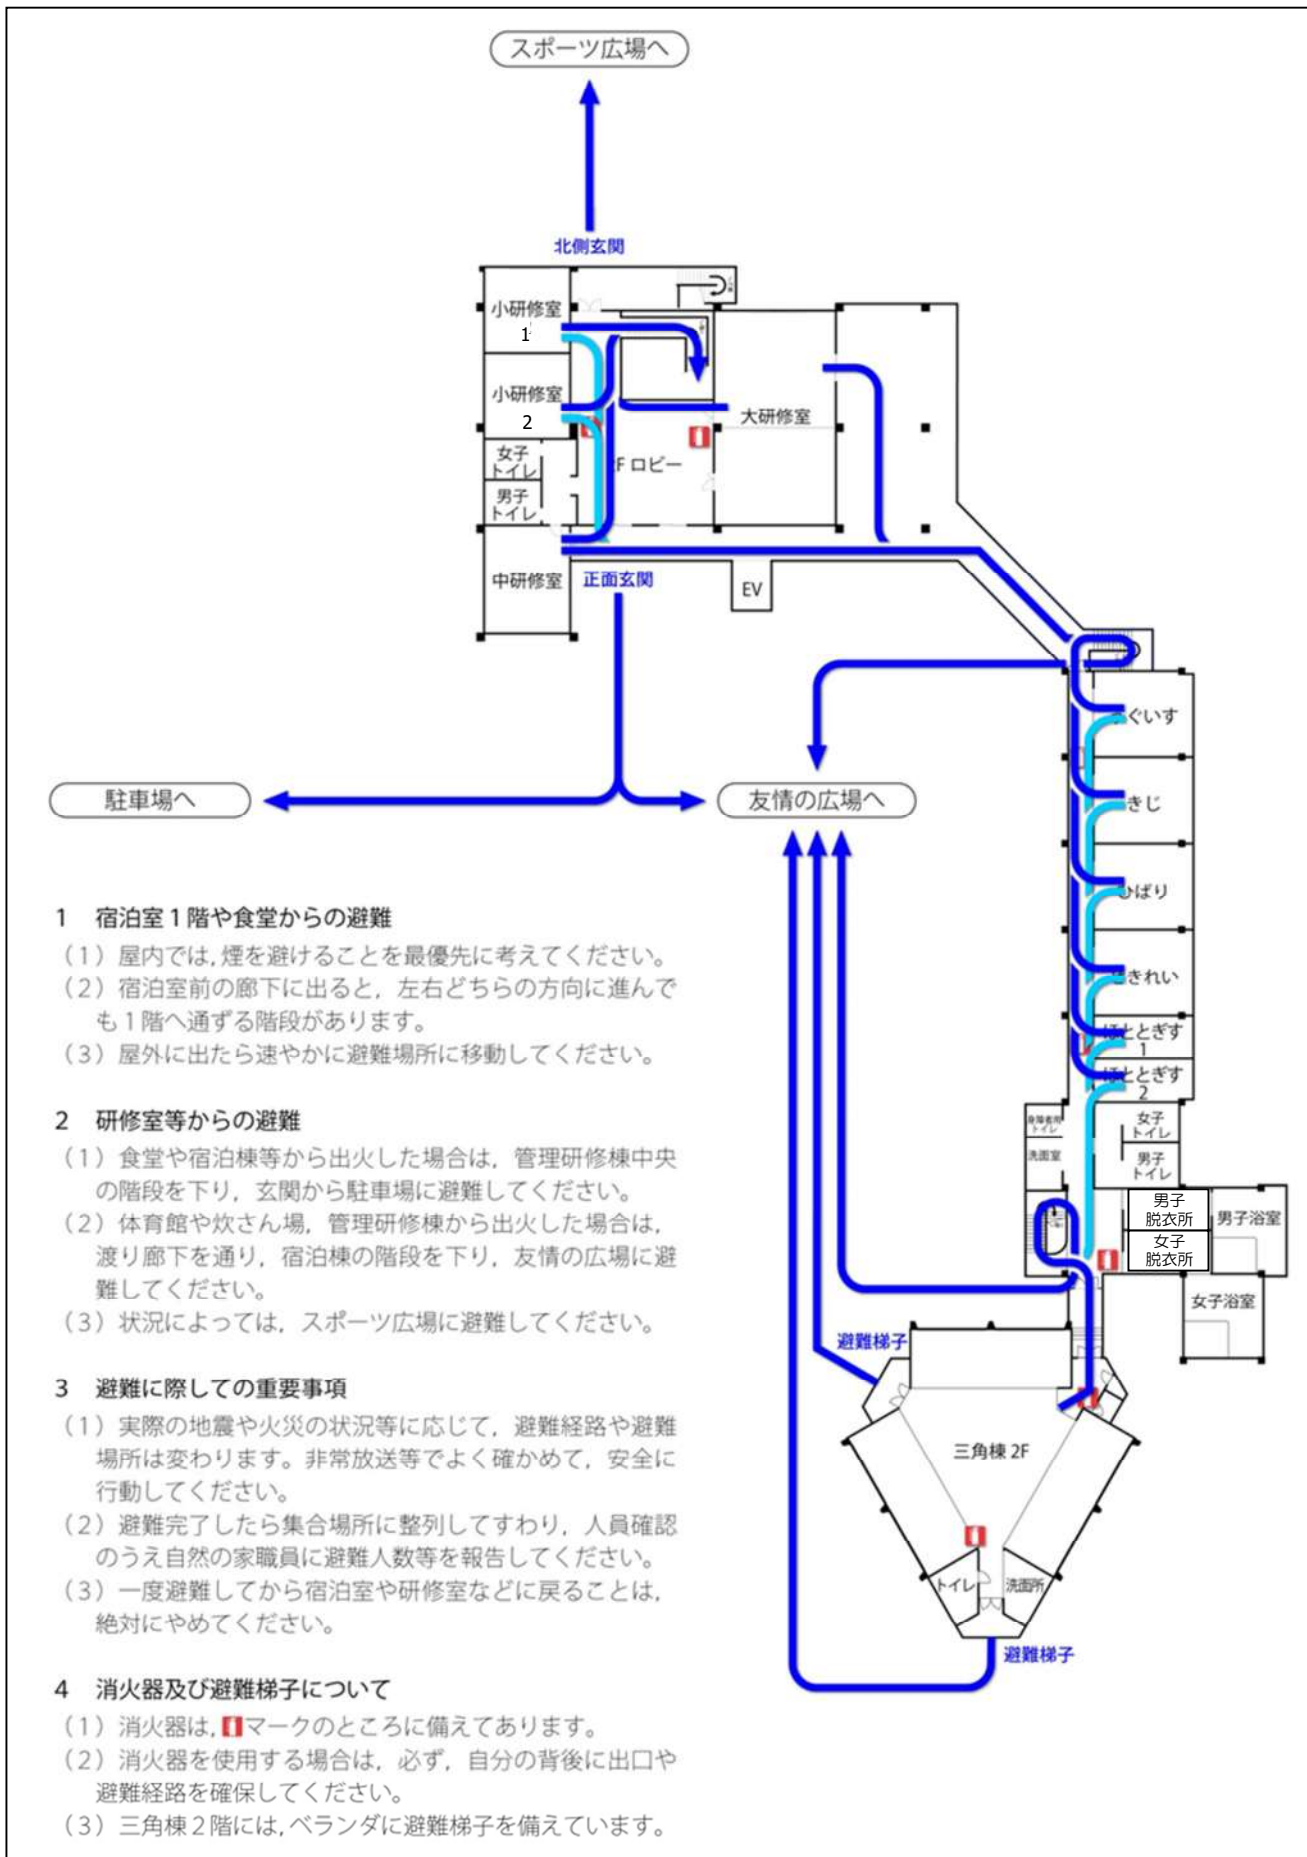 スポーツ広場へ
北側玄関
小研修室
1
小研修室
2
大研修室
女子
トイレ
Fロビー
男子
トイレ
中研修室
正面玄関
EV
ぐいす
駐車場へ
友情の広場へ
きじ
ひばり
きれい
ほととぎす
1
ほととぎす
2
身障者用
トイレ
洗面室
女子
トイレ
男子
トイレ
男子
脱衣所
男子浴室
女子
脱衣所
女子浴室
避難梯子
三角棟 2F
トイレ
洗面所
避難梯子
1 宿泊室1階や食堂からの避難
(1)屋内では,煙を避けることを最優先に考えてください。
(2)宿泊室前の廊下に出ると,左右どちらの方向に進んで
も1階へ通ずる階段があります。
(3)屋外に出たら速やかに避難場所に移動してください。
2 研修室等からの避難
(1)食堂や宿泊棟等から出火した場合は,管理研修棟中央
の階段を下り,玄関から駐車場に避難してください。
(2)体育館や炊さん場,管理研修棟から出火した場合は,
渡り廊下を通り,宿泊棟の階段を下り,友情の広場に避
難してください。
(3)状況によっては,スポーツ広場に避難してください。
3 避難に際しての重要事項
(1)実際の地震や火災の状況等に応じて,避難経路や避難
場所は変わります。非常放送等でよく確かめて,安全に
行動してください。
(2)避難完了したら集合場所に整列してすわり,人員確認
のうえ自然の家職員に避難人数等を報告してください。
(3)一度避難してから宿泊室や研修室などに戻ることは,
絶対にやめてください。
4 消火器及び避難梯子について
(1)消火器は,マークのところに備えてあります。
(2)消火器を使用する場合は,必ず,自分の背後に出口や
避難経路を確保してください。
(3)三角棟2階には,ベランダに避難梯子を備えています。